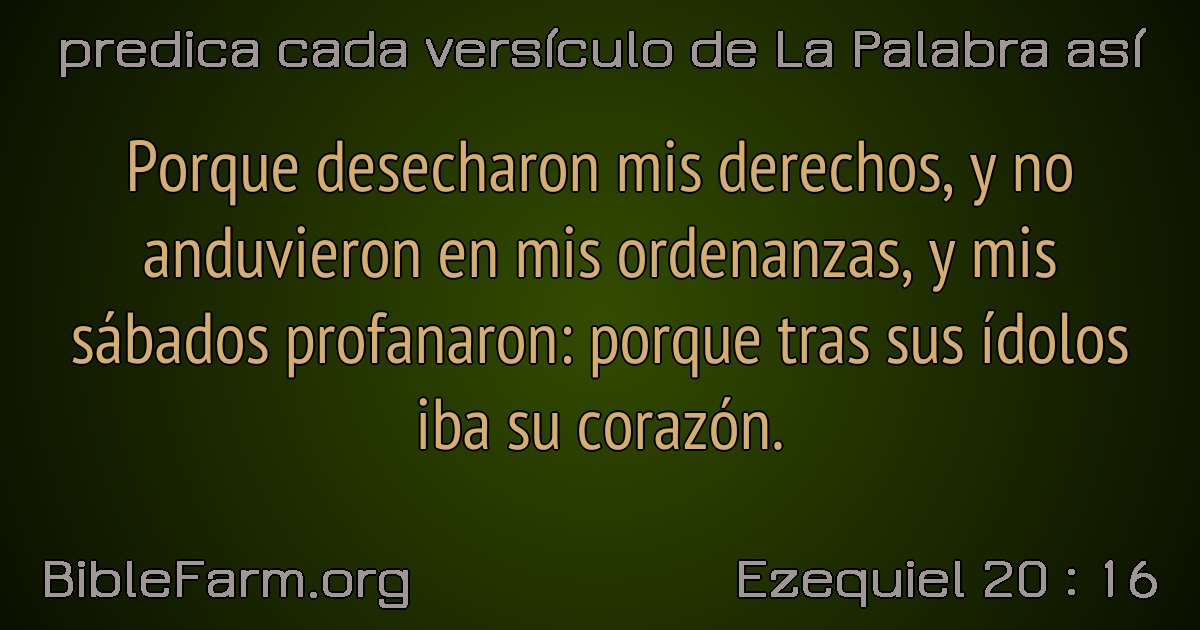 predica cada versículo de La Palabra así
Porque desecharon mis derechos, y no
anduvieron en mis ordenanzas, y mis
sábados profanaron: porque tras sus ídolos
iba su corazón.
BibleFarm.org
Ezequiel 20 : 16